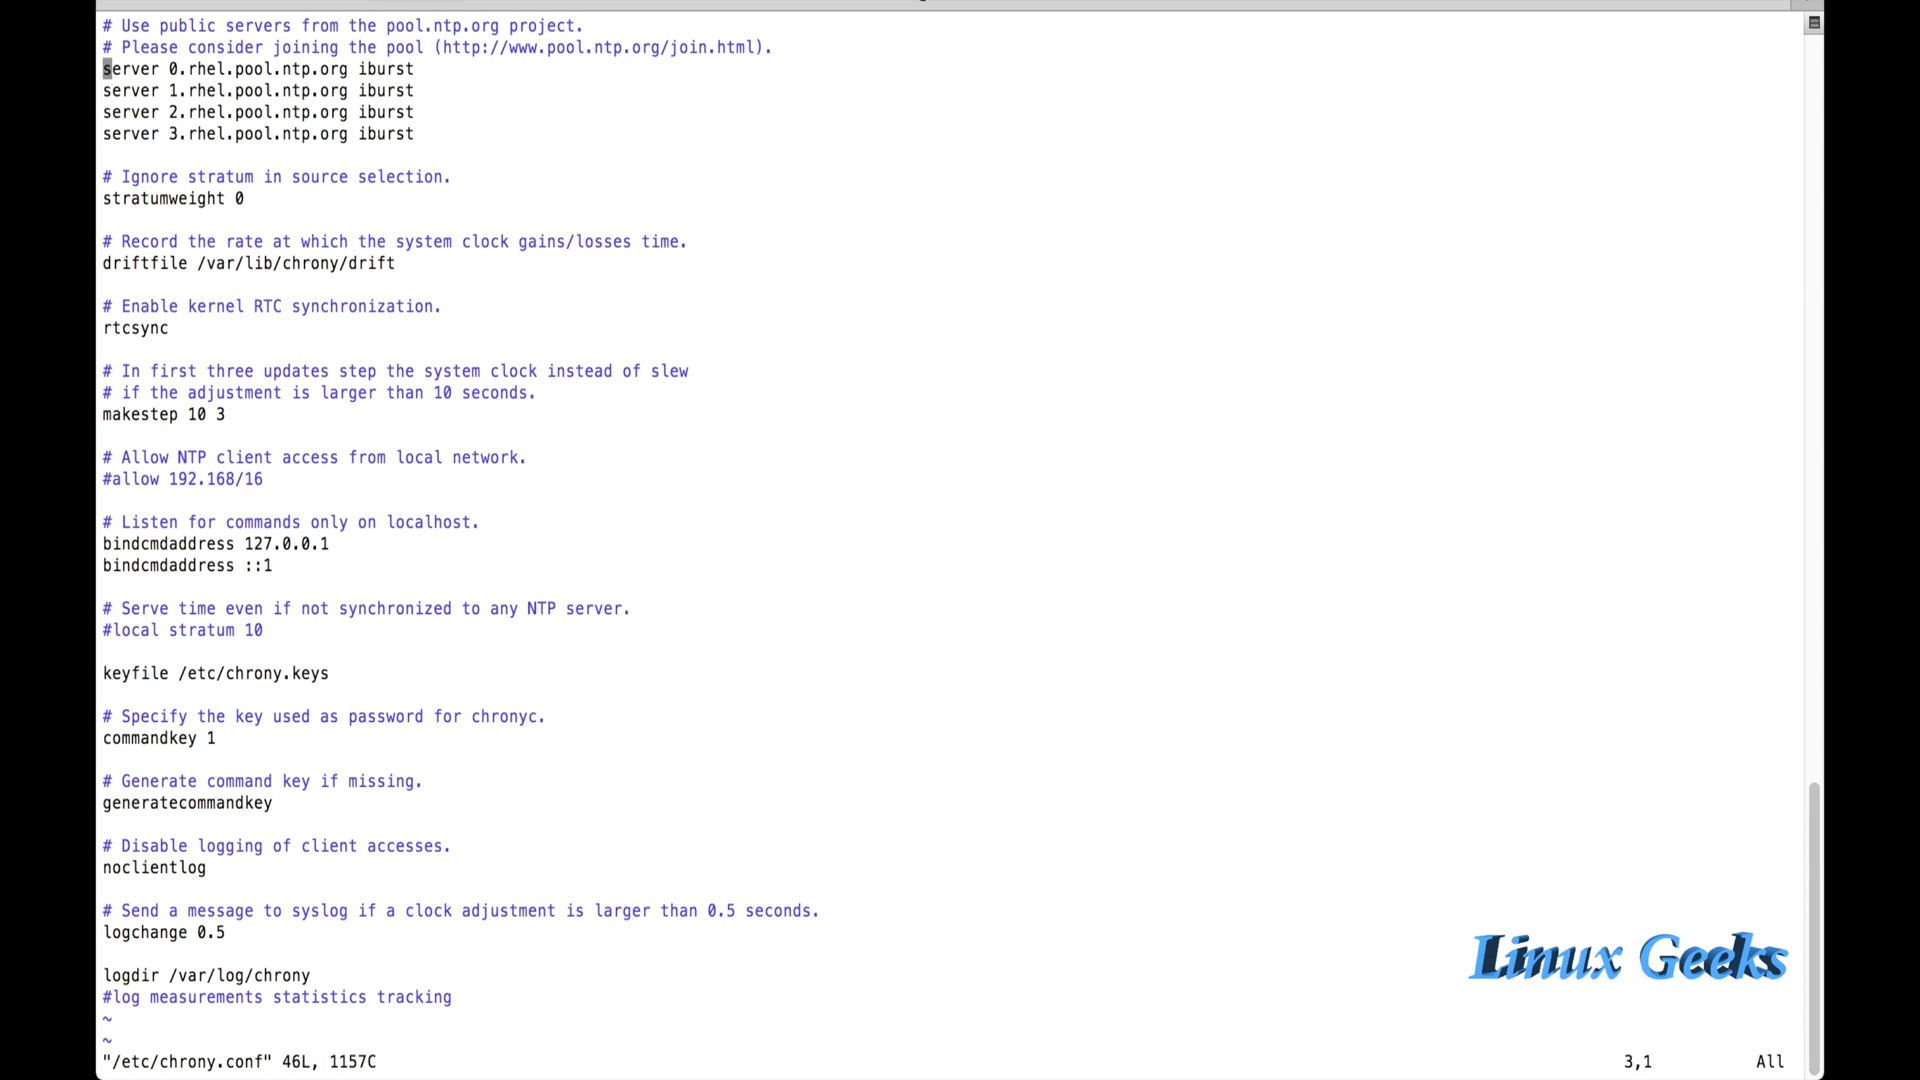 # Use public servers from the pool.ntp.org project.
# Please consider joining the pool (http://www.pool.ntp.org/join.html).
server 0.rhel.pool.ntp.org iburst
server 1.rhel.pool.ntp.org iburst
server 2.rhel.pool.ntp.org iburst
server 3.rhel.pool.ntp.org iburst
# Ignore stratum in source selection.
stratumweight 0
# Record the rate at which the system clock gains/losses time.
driftfile /var/lib/chrony/drift
# Enable kernel RTC synchronization.
rtcsync
# In first three updates step the system clock instead of slew
# if the adjustment is larger than 10 seconds.
makestep 10 3
# Allow NTP client access from local network.
#allow 192.168/16
# Listen for commands only on localhost.
bindcmdaddress 127.0.0.1
bindcmdaddress ::1
# Serve time even if not synchronized to any NTP server.
#local stratum 10
keyfile /etc/chrony.keys
# Specify the key used as password for chronyc.
commandkey 1
# Generate command key if missing.
generatecommandkey
# Disable logging of client accesses.
noclientlog
# Send a message to syslog if a clock adjustment is larger than 0.5 seconds.
logchange 0.5
logdir /var/log/chrony
#log measurements statistics tracking
~
~
"/etc/chrony.conf" 46L, 1157C 3,1 All
Linux Geeks